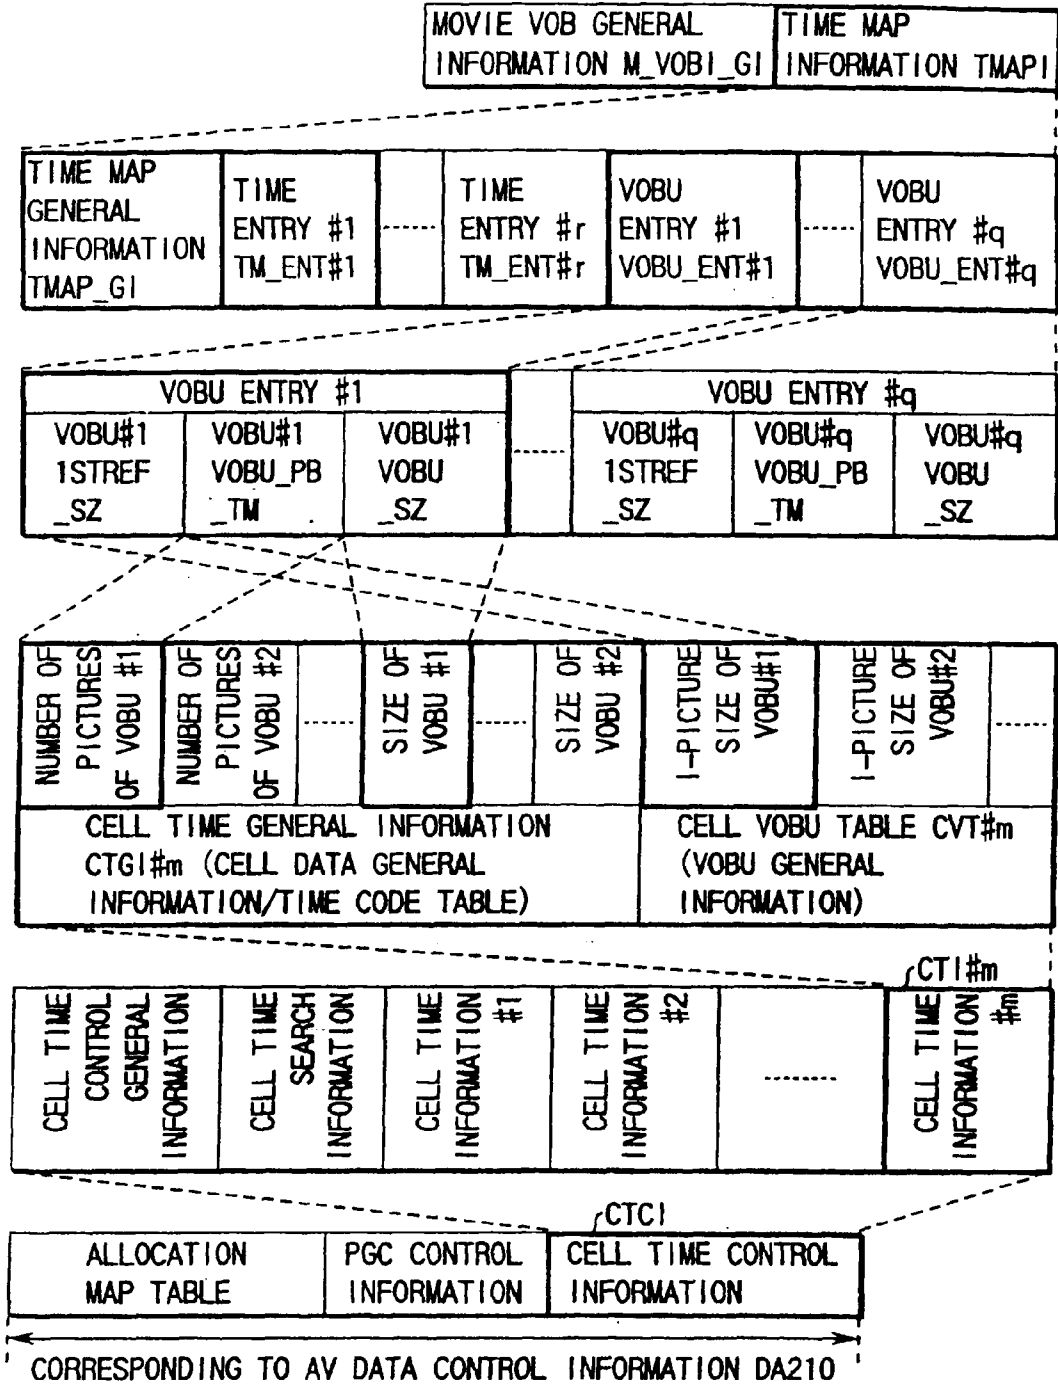 MOVIE VOB GENERAL
INFORMATION M_VOBI_GI
TIME MAP
INFORMATION TMAPI
TIME MAP
GENERAL
INFORMATION
TMAP_GI
TIME
ENTRY #1
TM_ENT#1
TIME
ENTRY #r
TM_ENT#r
VOBU
ENTRY #1
VOBU_ENT#1
VOBU
ENTRY #q
VOBU_ENT#q
VOBU ENTRY #1
VOBU#1
1STREF
_SZ
VOBU#1
VOBU_PB
_TM
VOBU#1
VOBU
_SZ
VOBU ENTRY #q
VOBU#q
1STREF
_SZ
VOBU#q
VOBU_PB
_TM
VOBU#q
VOBU
_SZ
NUMBER OF
PICTURES
OF VOBU #1
NUMBER OF
PICTURES
OF VOBU #2
SIZE OF
VOBU #1
SIZE OF
VOBU #2
I-PICTURE
SIZE OF
VOBU#1
I-PICTURE
SIZE OF
VOBU#2
CELL TIME GENERAL INFORMATION
CTGI#m (CELL DATA GENERAL
INFORMATION/TIME CODE TABLE)
CELL VOBU TABLE CVT#m
(VOBU GENERAL
INFORMATION)
CTI#m
CELL TIME
CONTROL
GENERAL
INFORMATION
CELL TIME
SEARCH
INFORMATION
CELL TIME
INFORMATION
#1
CELL TIME
INFORMATION
#2
CELL TIME
INFORMATION
#m
CTCI
ALLOCATION
MAP TABLE
PGC CONTROL
INFORMATION
CELL TIME CONTROL
INFORMATION
CORRESPONDING TO AV DATA CONTROL INFORMATION DA210